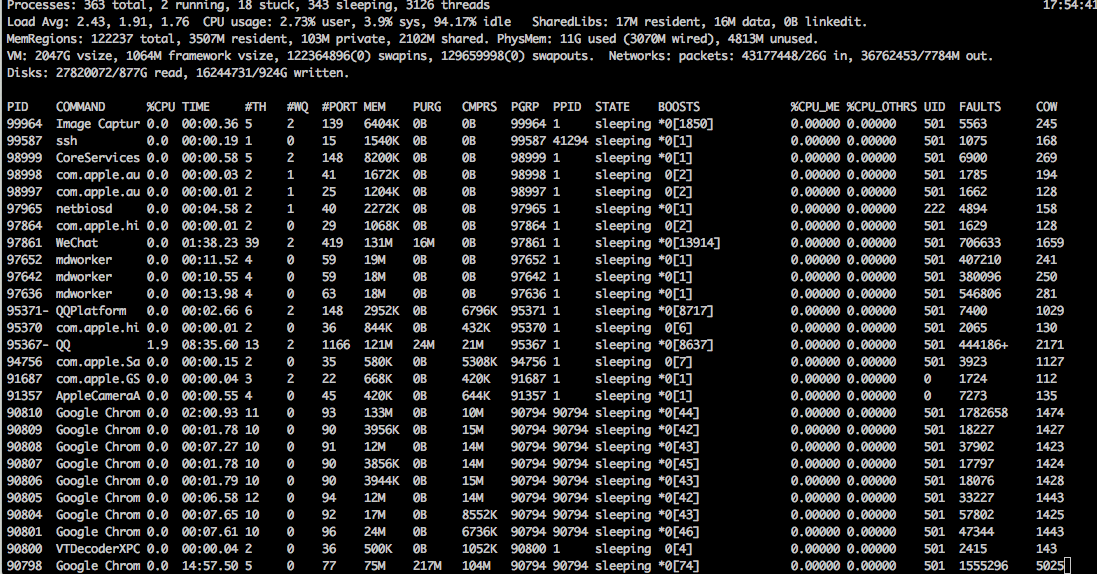 Processes: 363 total, 2 running, 18 stuck, 343 sleeping, 3126 threads 17:54:41
Load Avg: 2.43, 1.91, 1.76 CPU usage: 2.73% user, 3.9% sys, 94.17% idle SharedLibs: 17M resident, 16M data, 0B linkedit.
MemRegions: 122237 total, 3507M resident, 103M private, 2102M shared. PhysMem: 11G used (3070M wired), 4813M unused.
VM: 2047G vsize, 1064M framework vsize, 122364896(0) swapins, 129659998(0) swapouts. Networks: packets: 43177448/26G in, 36762453/7784M out.
Disks: 27820072/877G read, 16244731/924G written.
PID COMMAND %CPU TIME #TH #WQ #PORT MEM PURG CMPRS PGRP PPID STATE BOOSTS %CPU_ME %CPU_OTHRS UID FAULTS COW
99964 Image Captur 0.0 00:00.36 5 2 139 6404K 0B 0B 99964 1 sleeping *0[1850] 0.00000 0.00000 501 5563 245
99587 ssh 0.0 00:00.19 1 0 15 1540K 0B 0B 99587 41294 sleeping *0[1] 0.00000 0.00000 501 1075 168
98999 CoreServices 0.0 00:00.58 5 2 148 8200K 0B 0B 98999 1 sleeping *0[1] 0.00000 0.00000 501 6900 269
98998 com.apple.au 0.0 00:00.03 2 1 41 1672K 0B 0B 98998 1 sleeping 0[2] 0.00000 0.00000 501 1785 194
98997 com.apple.au 0.0 00:00.01 2 1 25 1204K 0B 0B 98997 1 sleeping 0[2] 0.00000 0.00000 501 1662 128
97965 netbiosd 0.0 00:04.58 2 1 40 2272K 0B 0B 97965 1 sleeping *0[1] 0.00000 0.00000 222 4894 158
97864 com.apple.hi 0.0 00:00.01 2 0 29 1068K 0B 0B 97864 1 sleeping 0[2] 0.00000 0.00000 501 1629 128
97861 WeChat 0.0 01:38.23 39 2 419 131M 16M 0B 97861 1 sleeping *0[13914] 0.00000 0.00000 501 706633 1659
97652 mdworker 0.0 00:11.52 4 0 59 19M 0B 0B 97652 1 sleeping *0[1] 0.00000 0.00000 501 407210 241
97642 mdworker 0.0 00:10.55 4 0 59 18M 0B 0B 97642 1 sleeping *0[1] 0.00000 0.00000 501 380096 250
97636 mdworker 0.0 00:13.98 4 0 63 18M 0B 0B 97636 1 sleeping *0[1] 0.00000 0.00000 501 546806 281
95371- QQPlatform 0.0 00:02.66 6 2 148 2952K 0B 6796K 95371 1 sleeping *0[8717] 0.00000 0.00000 501 7400 1029
95370 com.apple.hi 0.0 00:00.01 2 0 36 844K 0B 432K 95370 1 sleeping 0[6] 0.00000 0.00000 501 2065 130
95367- QQ 1.9 08:35.60 13 2 1166 121M 24M 21M 95367 1 sleeping *0[8637] 0.00000 0.00000 501 444186+ 2171
94756 com.apple.Sa 0.0 00:00.15 2 0 35 580K 0B 5308K 94756 1 sleeping 0[7] 0.00000 0.00000 501 3923 1127
91687 com.apple.GS 0.0 00:00.04 3 2 22 668K 0B 420K 91687 1 sleeping *0[1] 0.00000 0.00000 0 1724 112
91357 AppleCameraA 0.0 00:00.55 4 0 45 420K 0B 644K 91357 1 sleeping *0[1] 0.00000 0.00000 0 7273 135
90810 Google Chrom 0.0 02:00.93 11 0 93 133M 0B 10M 90794 90794 sleeping *0[44] 0.00000 0.00000 501 1782658 1474
90809 Google Chrom 0.0 00:01.78 10 0 90 3956K 0B 15M 90794 90794 sleeping *0[42] 0.00000 0.00000 501 18227 1427
90808 Google Chrom 0.0 00:07.27 10 0 91 12M 0B 14M 90794 90794 sleeping *0[43] 0.00000 0.00000 501 37902 1423
90807 Google Chrom 0.0 00:01.78 10 0 90 3856K 0B 14M 90794 90794 sleeping *0[45] 0.00000 0.00000 501 17797 1424
90806 Google Chrom 0.0 00:01.79 10 0 90 3944K 0B 15M 90794 90794 sleeping *0[43] 0.00000 0.00000 501 18076 1428
90805 Google Chrom 0.0 00:06.58 12 0 94 12M 0B 14M 90794 90794 sleeping *0[42] 0.00000 0.00000 501 33227 1443
90804 Google Chrom 0.0 00:07.65 10 0 92 17M 0B 8552K 90794 90794 sleeping *0[43] 0.00000 0.00000 501 57802 1425
90801 Google Chrom 0.0 00:07.61 10 0 96 24M 0B 6736K 90794 90794 sleeping *0[46] 0.00000 0.00000 501 47344 1443
90800 VTDecoderXPC 0.0 00:00.04 2 0 36 500K 0B 1052K 90800 1 sleeping 0[4] 0.00000 0.00000 501 2415 143
90798 Google Chrom 0.0 14:57.50 5 0 77 75M 217M 104M 90794 90794 sleeping *0[74] 0.00000 0.00000 501 1555296 5025